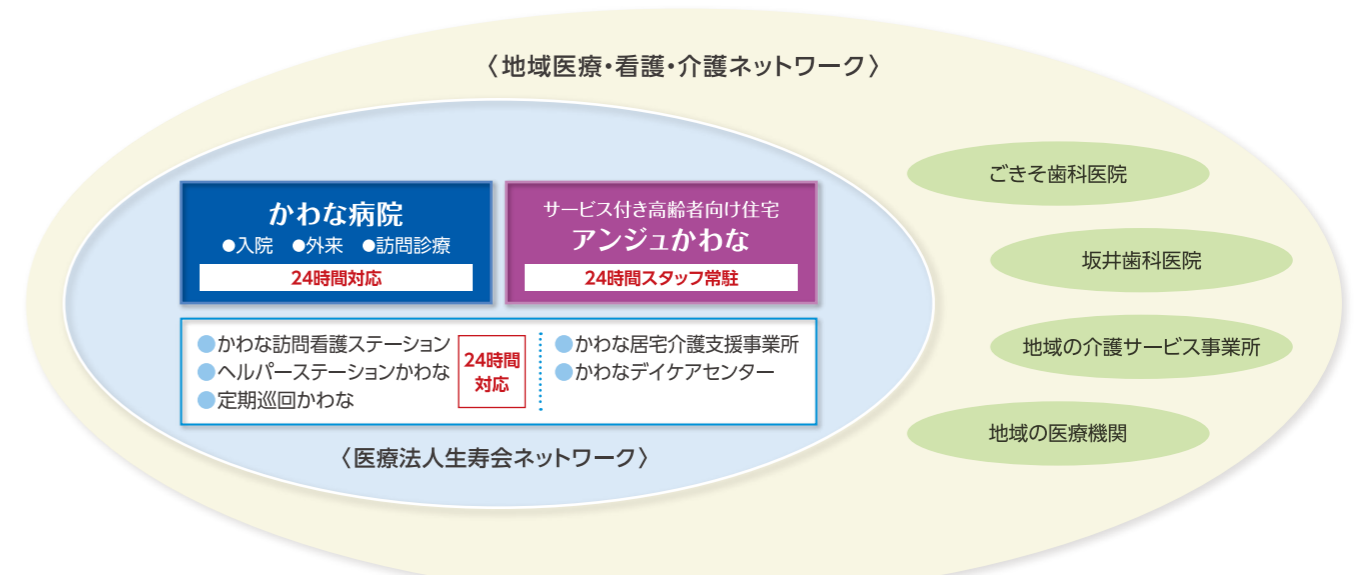 〈地域医療・看護・介護ネットワーク〉
かわな病院
●入院 ●外来 ●訪問診療
24時間対応
サービス付き高齢者向け住宅
アンジュかわな
24時間スタッフ常駐
●かわな訪問看護ステーション
●ヘルパーステーションかわな
●定期巡回かわな
24時間
対応
●かわな居宅介護支援事業所
●かわなデイケアセンター
〈医療法人生寿会ネットワーク〉
ごきそ歯科医院
坂井歯科医院
地域の介護サービス事業所
地域の医療機関